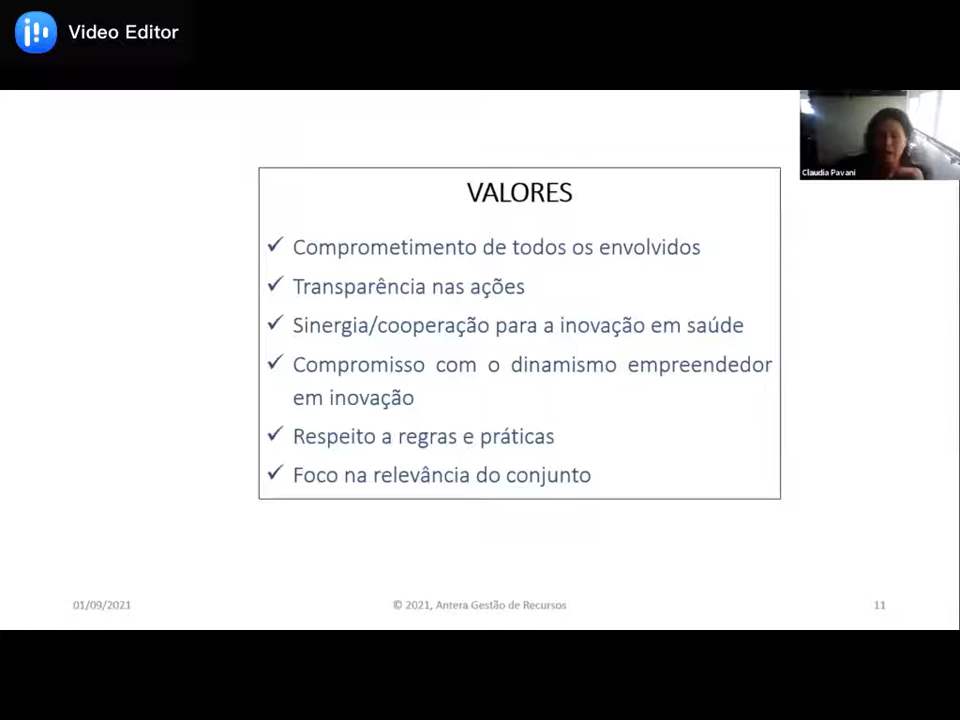 Video Editor
Claudia Pavani
VALORES
✓ Comprometimento de todos os envolvidos
✓ Transparência nas ações
✓ Sinergia/cooperação para a inovação em saúde
✓ Compromisso com o dinamismo empreendedor
em inovação
✓ Respeito a regras e práticas
✓ Foco na relevância do conjunto
01/09/2021
© 2021, Antera Gestão de Recursos
11